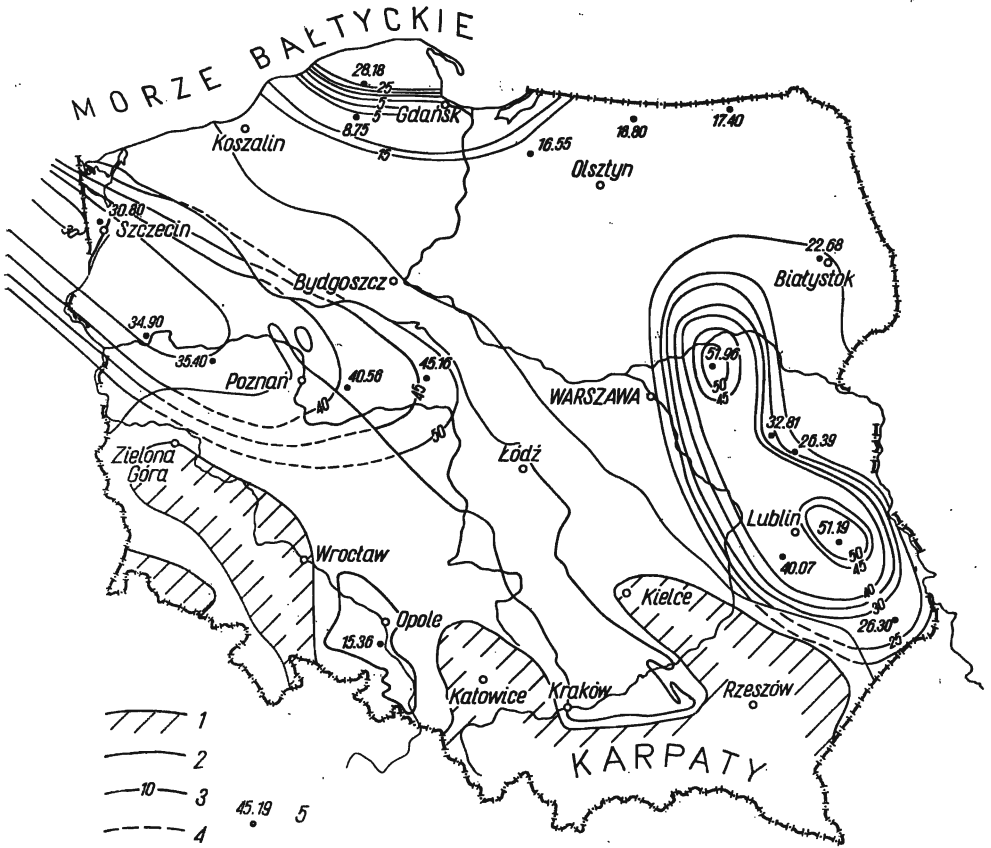 MORZE BAŁTYCKIE
28.18
25
5
5
Gdańsk
8.75
15
Koszalin
18.80
17.40
16.55
Olsztyn
30.80
Szczecin
22.68
Białystok
Bydgoszcz
34.90
35.40
Poznań
40.56
45.16
45
40
50
WARSZAWA
51.96
50
45
32.81
26.39
Zielona
Góra
Łódź
Lublin
51.19
50
45
40.07
40
30
26.30
25
Wrocław
Kielce
Opole
15.36
Katowice
Kraków
Rzeszów
KARPATY
1
2
10 3
45.19 5
4